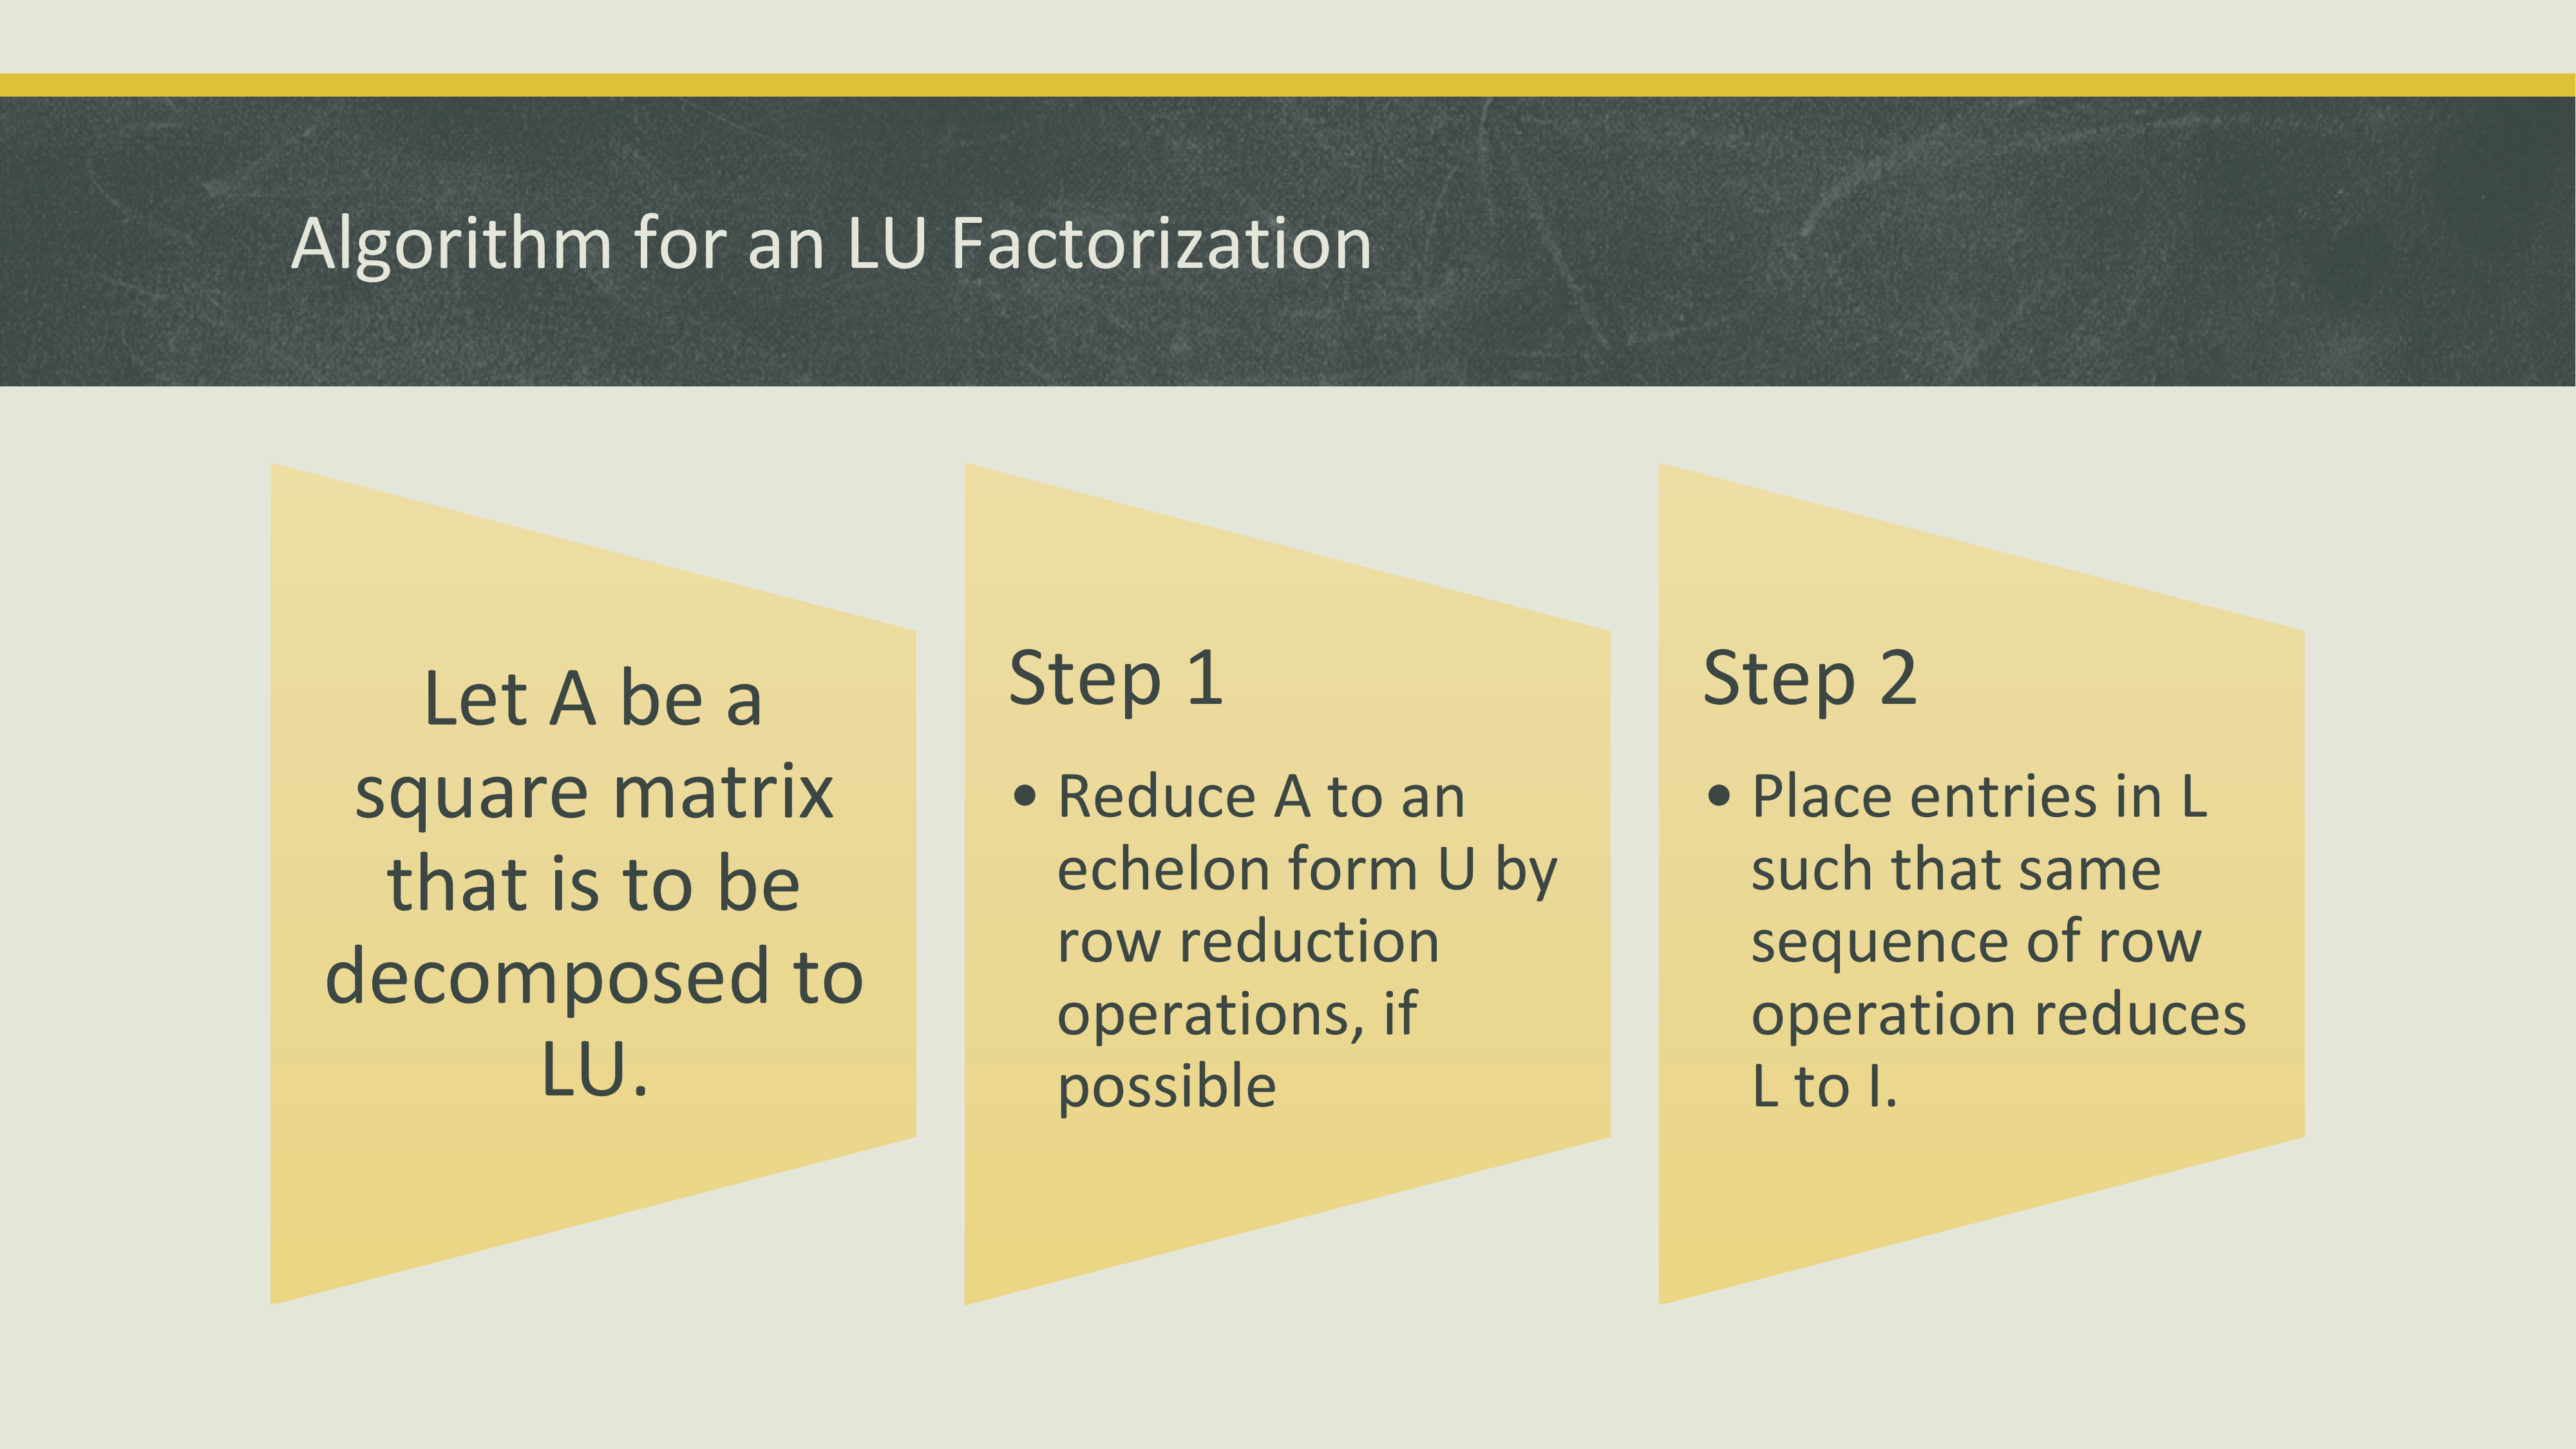 Algorithm for an LU Factorization
Let A be a
square matrix
that is to be
decomposed to
LU.
Step 1
• Reduce A to an
echelon form U by
row reduction
operations, if
possible
Step 2
• Place entries in L
such that same
sequence of row
operation reduces
L to I.